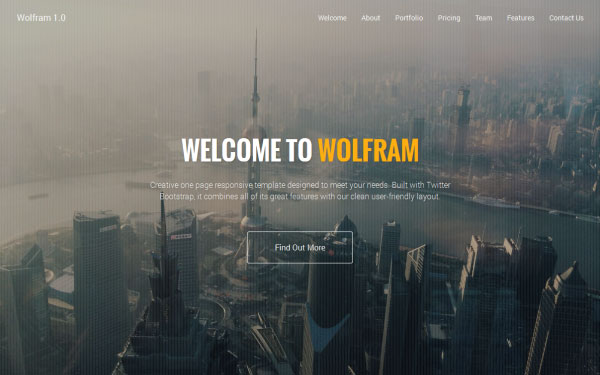 Wolfram 1.0
Welcome About Portfolio Pricing Team Features Contact Us
WELCOME TO WOLFRAM
Creative one page responsive template designed to meet your needs. Built with Twitter
Bootstrap, it combines all of its great features with our clean user-friendly layout.
Find Out More